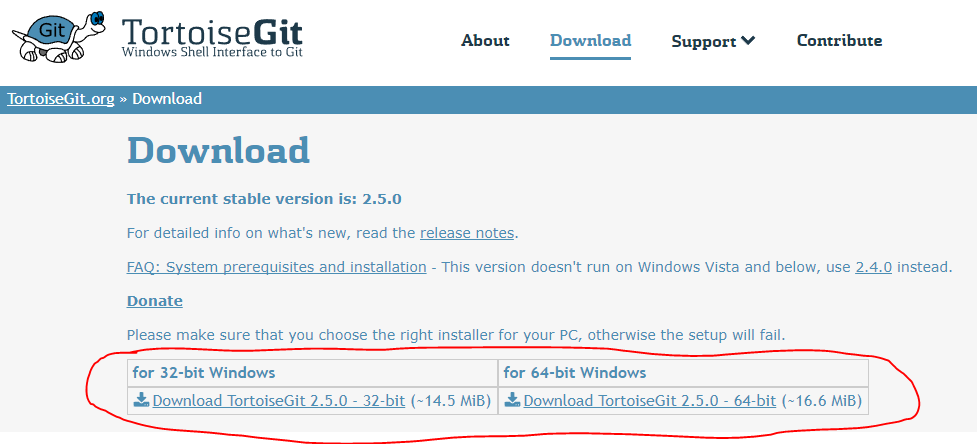 Git
TortoiseGit
Windows Shell Interface to Git
About Download Support Contribute
TortoiseGit.org » Download
Download
The current stable version is: 2.5.0
For detailed info on what's new, read the release notes.
FAQ: System prerequisites and installation - This version doesn't run on Windows Vista and below, use 2.4.0 instead.
Donate
Please make sure that you choose the right installer for your PC, otherwise the setup will fail.
for 32-bit Windows for 64-bit Windows
Download TortoiseGit 2.5.0 - 32-bit (~14.5 MiB) Download TortoiseGit 2.5.0 - 64-bit (~16.6 MiB)